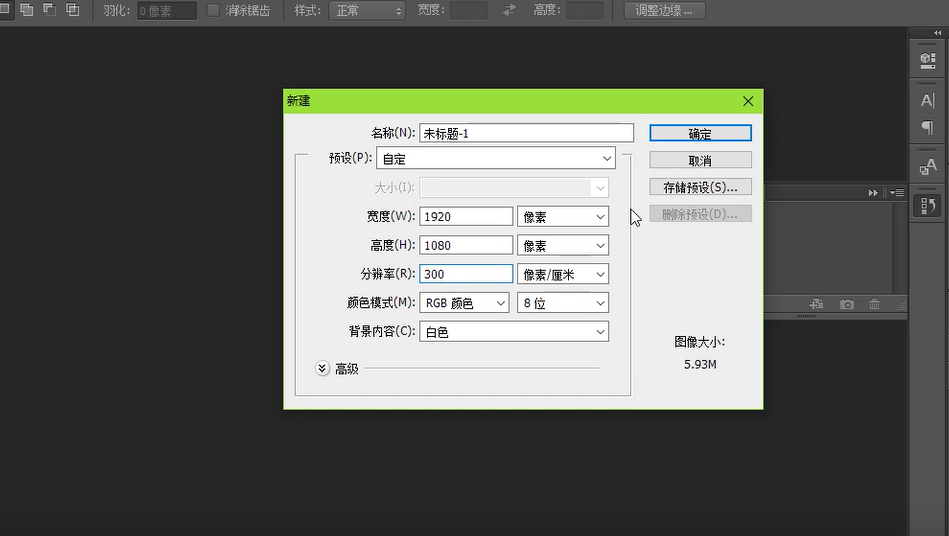 羽化: 0 像素 消除锯齿 样式: 正常 宽度: 高度: 调整边缘...
新建
名称(N): 未标题-1 确定
预设(P): 自定 取消
大小(I): 存储预设(S)...
宽度(W): 1920 像素 删除预设(D)...
高度(H): 1080 像素
分辨率(R): 300 像素/厘米
颜色模式(M): RGB 颜色 8 位
背景内容(C): 白色
图像大小:
高级 5.93M